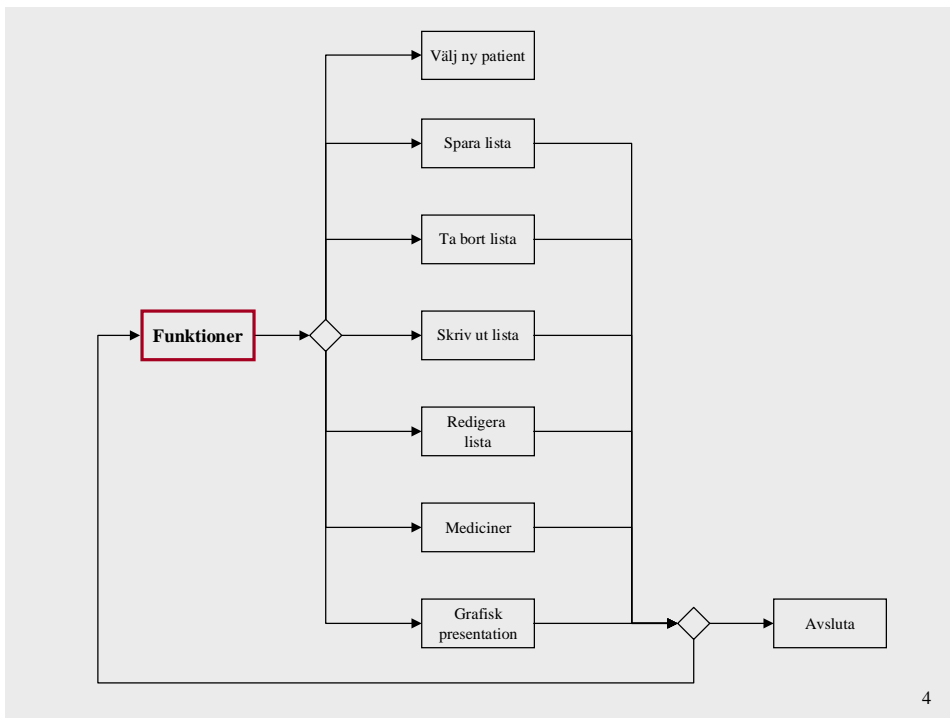 Välj ny patient
Spara lista
Ta bort lista
Funktioner
Skriv ut lista
Redigera
lista
Mediciner
Grafisk
presentation
Avsluta
4